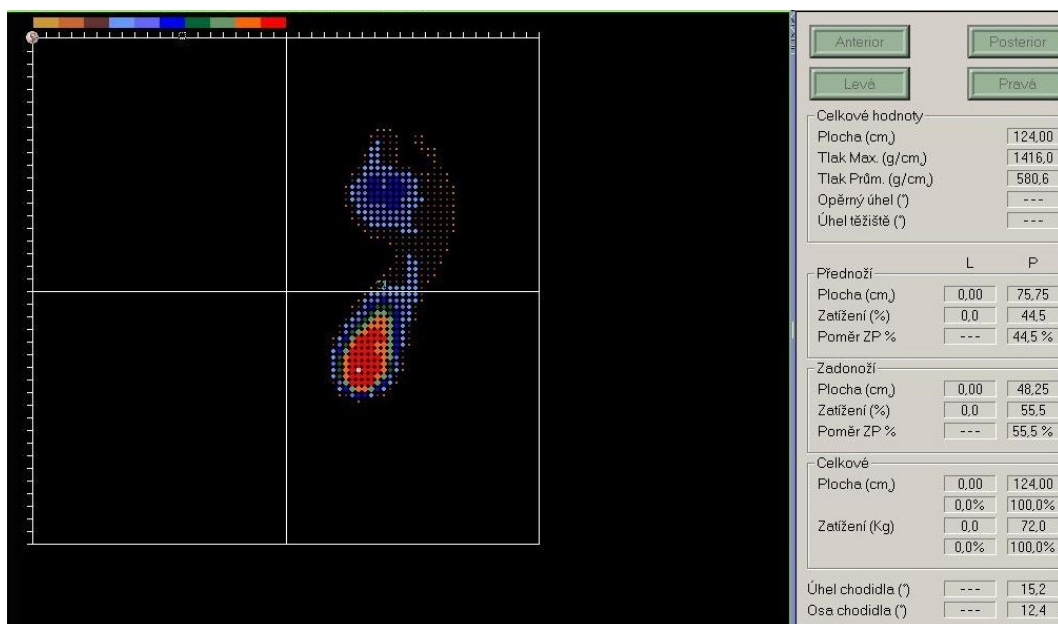 Anterior Posterior
Levá Pravá
Celkové hodnoty
Plocha (cm,) 124,00
Tlak Max. (g/cm,) 1416,0
Tlak Prům. (g/cm,) 580,6
Opěrný úhel (°) ---
Úhel těžiště (°) ---
L P
Přednoží
Plocha (cm,) 0,00 75,75
Zatížení (%) 0,0 44,5
Poměr ZP % --- 44,5 %
Zadonoží
Plocha (cm,) 0,00 48,25
Zatížení (%) 0,0 55,5
Poměr ZP % --- 55,5 %
Celkové
Plocha (cm,) 0,00 124,00
0,0% 100,0%
Zatížení (Kg) 0,0 72,0
0,0% 100,0%
Úhel chodidla (°) --- 15,2
Osa chodidla (°) --- 12,4